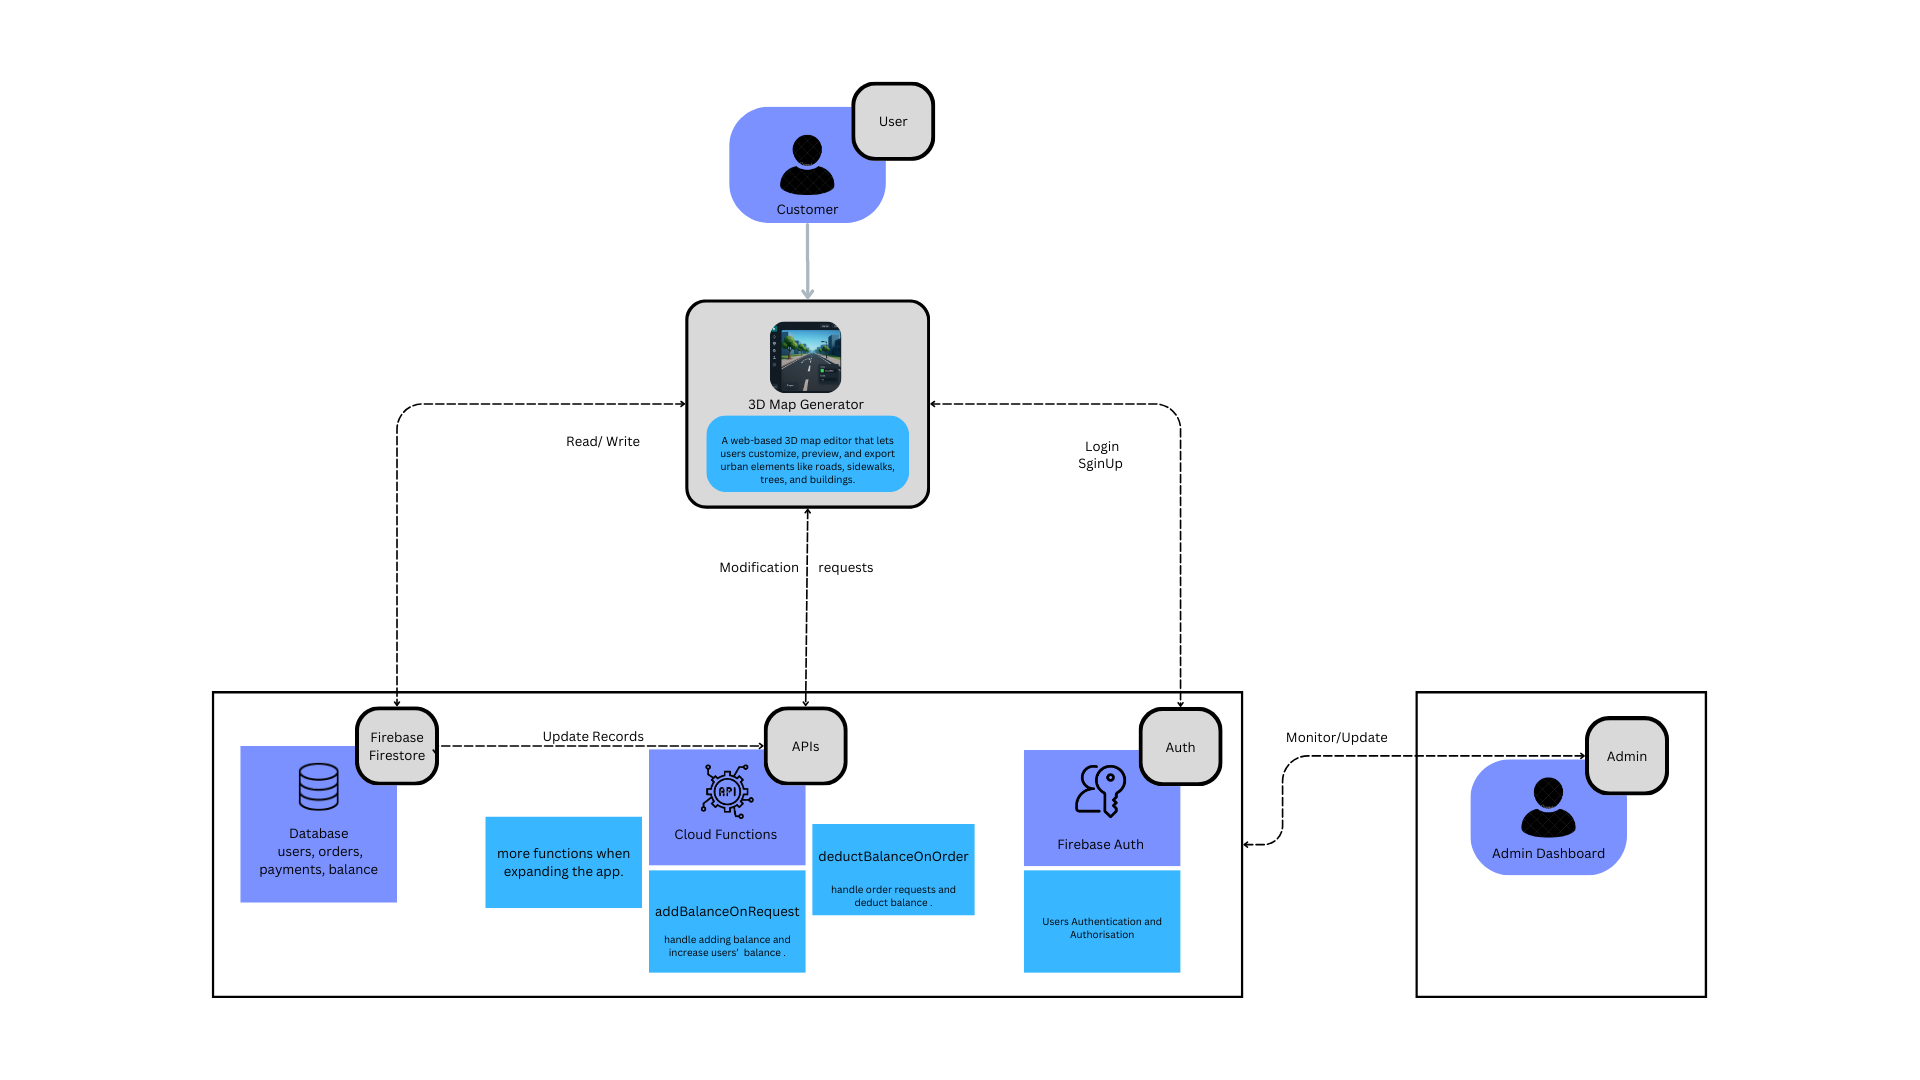 User
Customer
3D Map Generator
A web-based 3D map editor that lets
users customize, preview, and export
urban elements like roads, sidewalks,
trees, and buildings.
Read/ Write
Login
SginUp
Modification requests
Firebase
Firestore
Update Records
APIs
Auth
Monitor/Update
Admin
Database
users, orders,
payments, balance
more functions when
expanding the app.
API
Cloud Functions
addBalanceOnRequest
handle adding balance and
increase users' balance .
deductBalanceOnOrder
handle order requests and
deduct balance .
Firebase Auth
Users Authentication and
Authorisation
Admin Dashboard